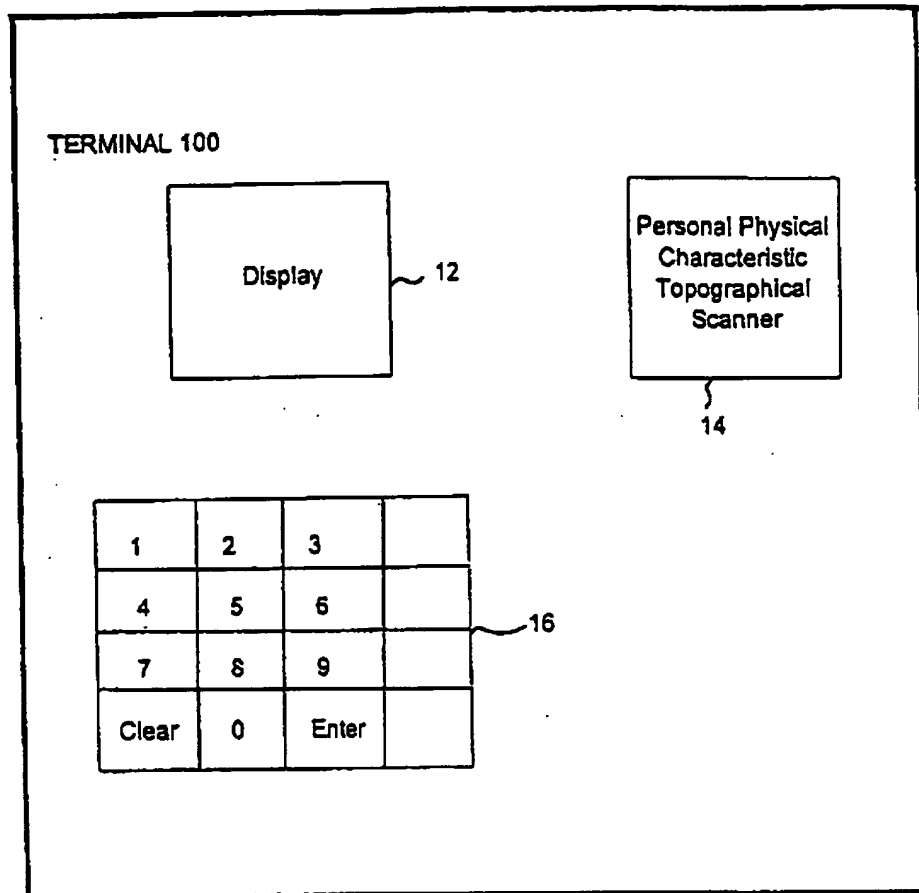 TERMINAL 100
Display
12
Personal Physical
Characteristic
Topographical
Scanner
14
1 2 3
4 5 6
7 8 9
Clear 0 Enter
16